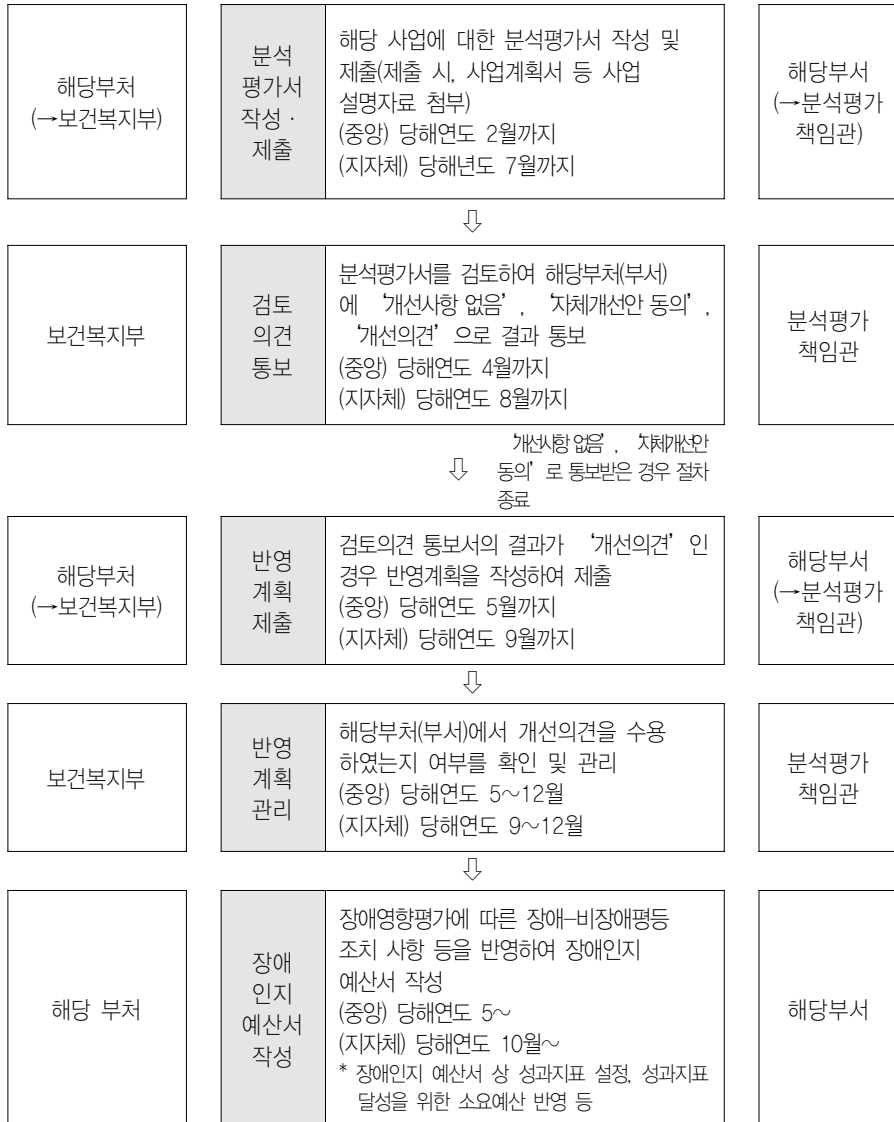 해당부처
(→보건복지부)
분석
평가서
작성 ·
제출
해당 사업에 대한 분석평가서 작성 및
제출(제출 시, 사업계획서 등 사업
설명자료 첨부)
(중앙) 당해연도 2월까지
(지자체) 당해년도 7월까지
해당부서
(→분석평가
책임관)
⇩
보건복지부
검토
의견
통보
분석평가서를 검토하여 해당부처(부서)
에 ‘개선사항 없음’, ‘자체개선안 동의’,
‘개선의견’으로 결과 통보
(중앙) 당해연도 4월까지
(지자체) 당해연도 8월까지
분석평가
책임관
⇩
‘개선사항 없음’, ‘자체개선안
동의’로 통보받은 경우 절차
종료
해당부처
(→보건복지부)
반영
계획
제출
검토의견 통보서의 결과가 ‘개선의견’인
경우 반영계획을 작성하여 제출
(중앙) 당해연도 5월까지
(지자체) 당해연도 9월까지
해당부서
(→분석평가
책임관)
⇩
보건복지부
반영
계획
관리
해당부처(부서)에서 개선의견을 수용
하였는지 여부를 확인 및 관리
(중앙) 당해연도 5～12월
(지자체) 당해연도 9～12월
분석평가
책임관
⇩
해당 부처
장애
인지
예산서
작성
장애영향평가에 따른 장애-비장애평등
조치 사항 등을 반영하여 장애인지
예산서 작성
(중앙) 당해연도 5～
(지자체) 당해연도 10월～
* 장애인지 예산서 상 성과지표 설정, 성과지표
달성을 위한 소요예산 반영 등
해당부서